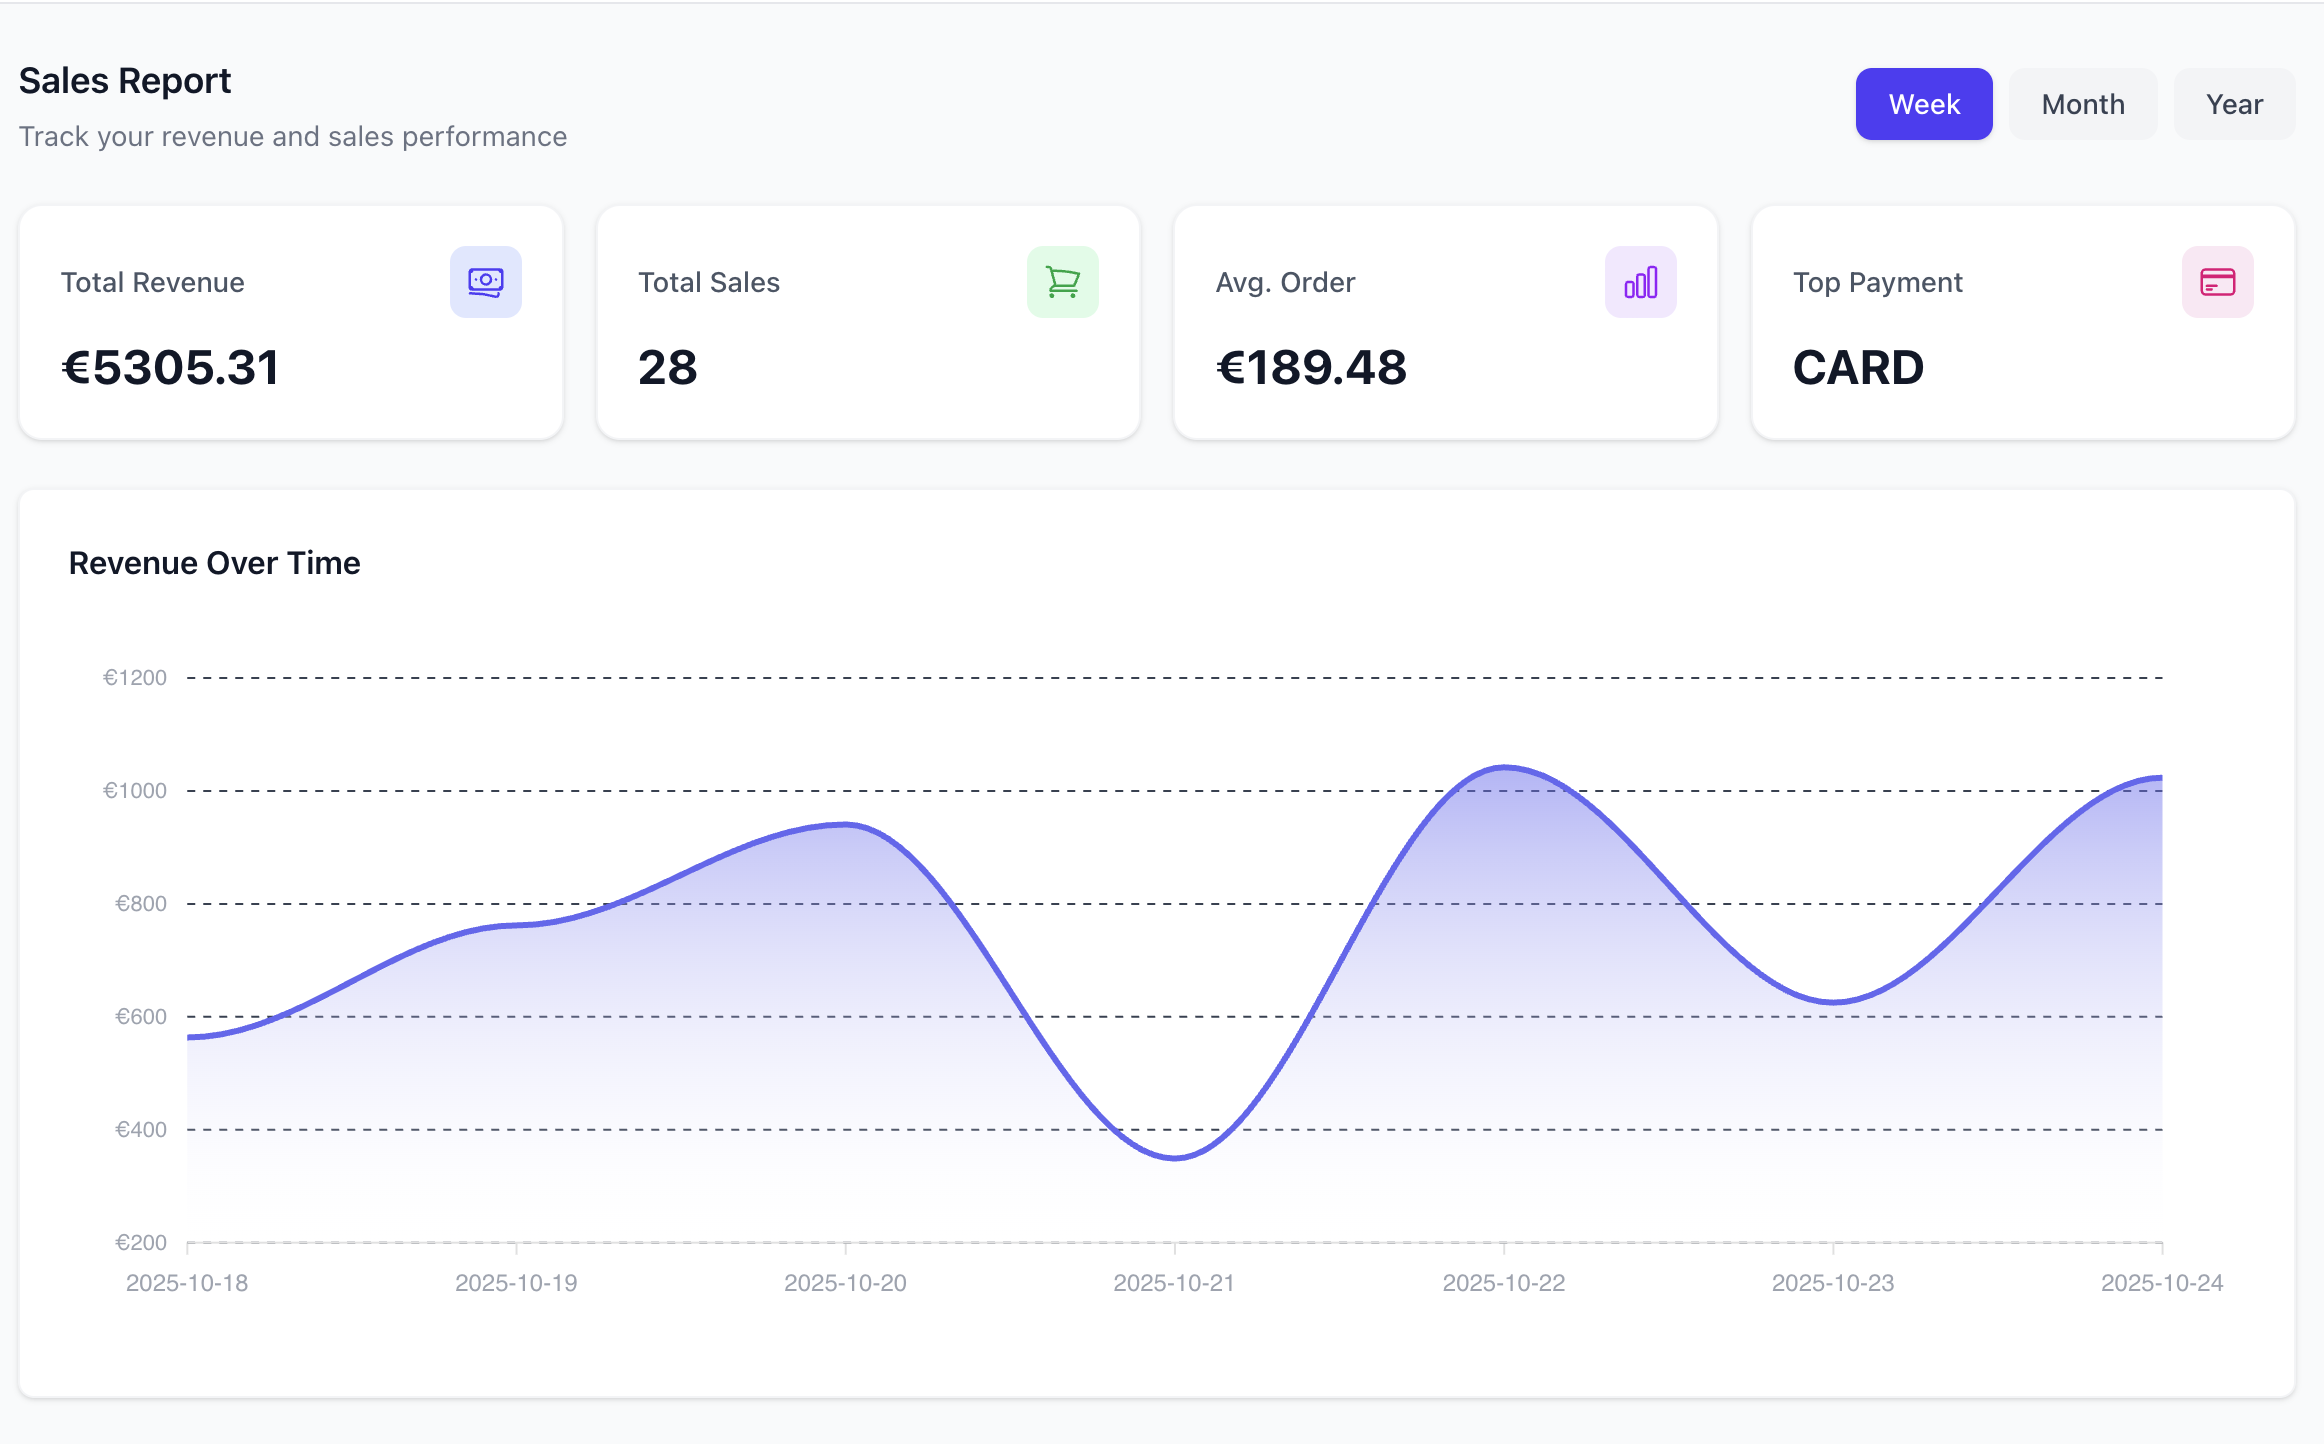 Sales Report
Track your revenue and sales performance
Week
Month
Year
Total Revenue
€5305.31
Total Sales
28
Avg. Order
€189.48
Top Payment
CARD
Revenue Over Time
€1200
€1000
€800
€600
€400
€200
2025-10-18
2025-10-19
2025-10-20
2025-10-21
2025-10-22
2025-10-23
2025-10-24